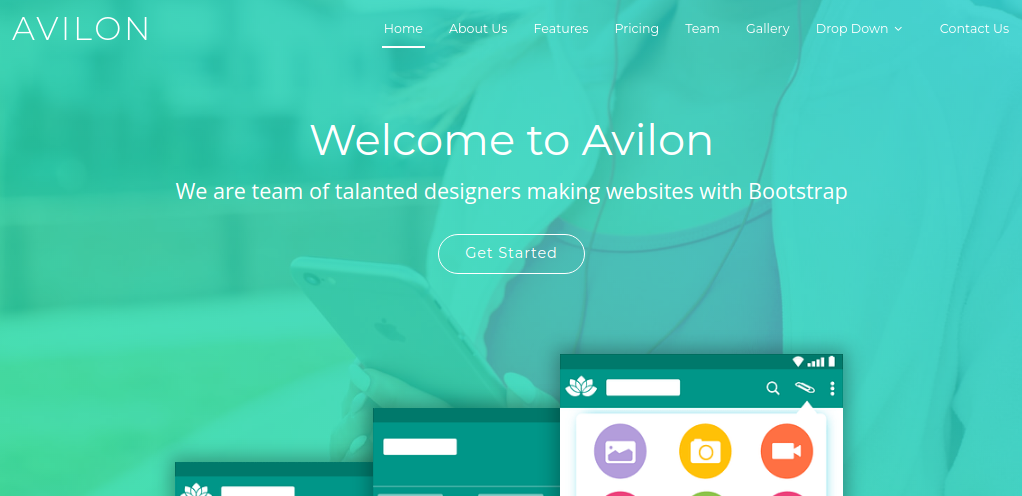 AVILON
Home About Us Features Pricing Team Gallery Drop Down Contact Us
Welcome to Avilon
We are team of talanted designers making websites with Bootstrap
Get Started